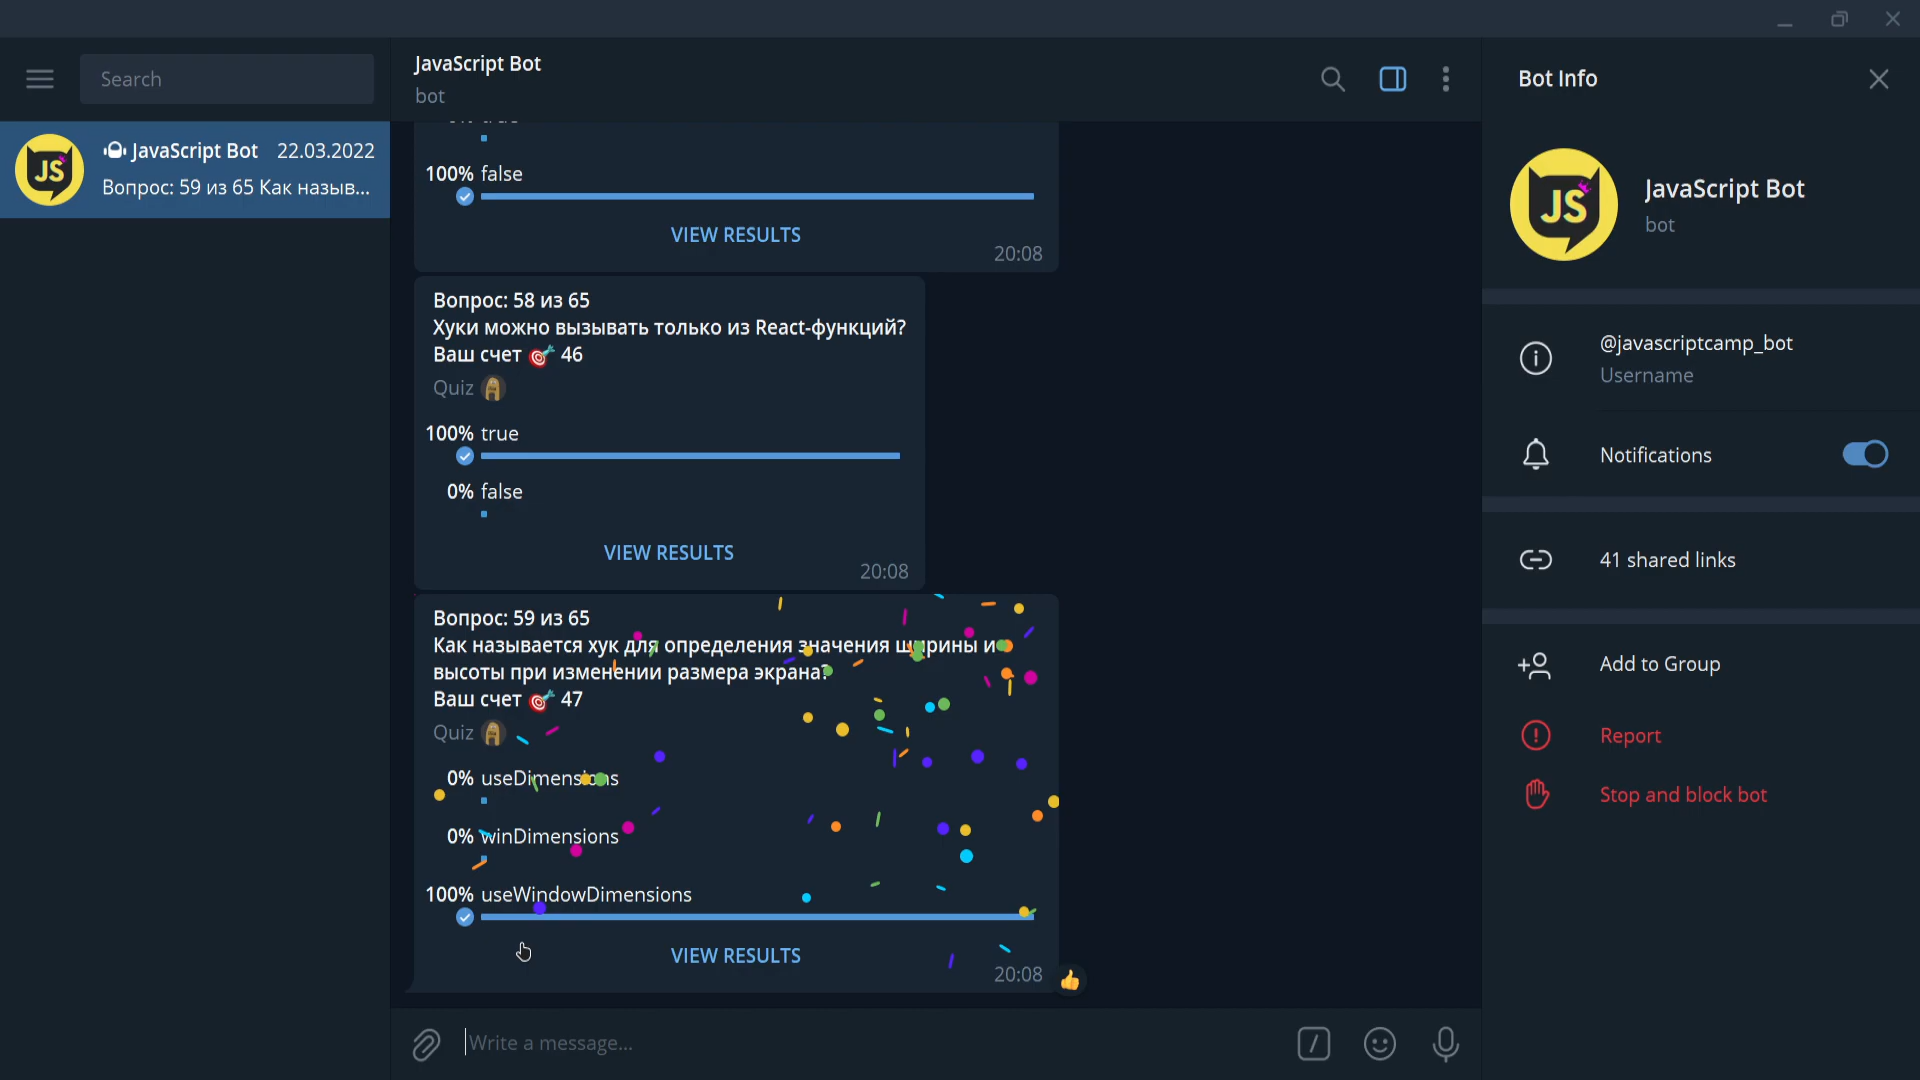 Search
JavaScript Bot 22.03.2022
Вопрос: 59 из 65 Как назыв...
JS
JavaScript Bot
bot
100% false
VIEW RESULTS
20:08
Вопрос: 58 из 65
Хуки можно вызывать только из React-функций?
Ваш счет 🎯 46
Quiz
100% true
0% false
VIEW RESULTS
20:08
Вопрос: 59 из 65
Как называется хук для определения значения ширины и
высоты при изменении размера экрана?
Ваш счет 🎯 47
Quiz
0% useDimensions
0% winDimensions
100% useWindowDimensions
VIEW RESULTS
20:08
👍
Write a message...
Bot Info
JS
JavaScript Bot
bot
@javascriptcamp_bot
Username
Notifications
41 shared links
Add to Group
Report
Stop and block bot